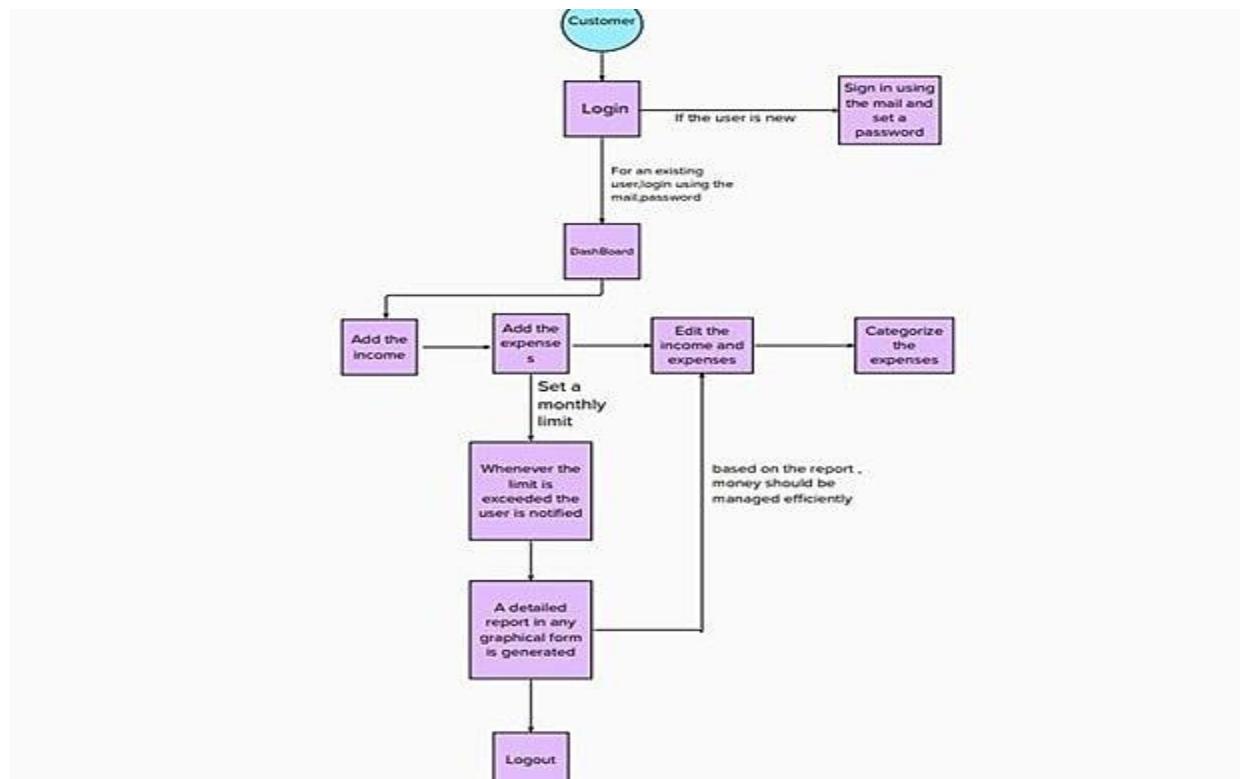 Customer
Login
If the user is new
Sign in using
the mail and
set a
password
For an existing
user,login using the
mail,password
DashBoard
Add the
income
Add the
expense
s
Edit the
income and
expenses
Categorize
the
expenses
Set a
monthly
limit
Whenever the
limit is
exceeded the
user is notified
based on the report ,
money should be
managed efficiently
A detailed
report in any
graphical form
is generated
Logout